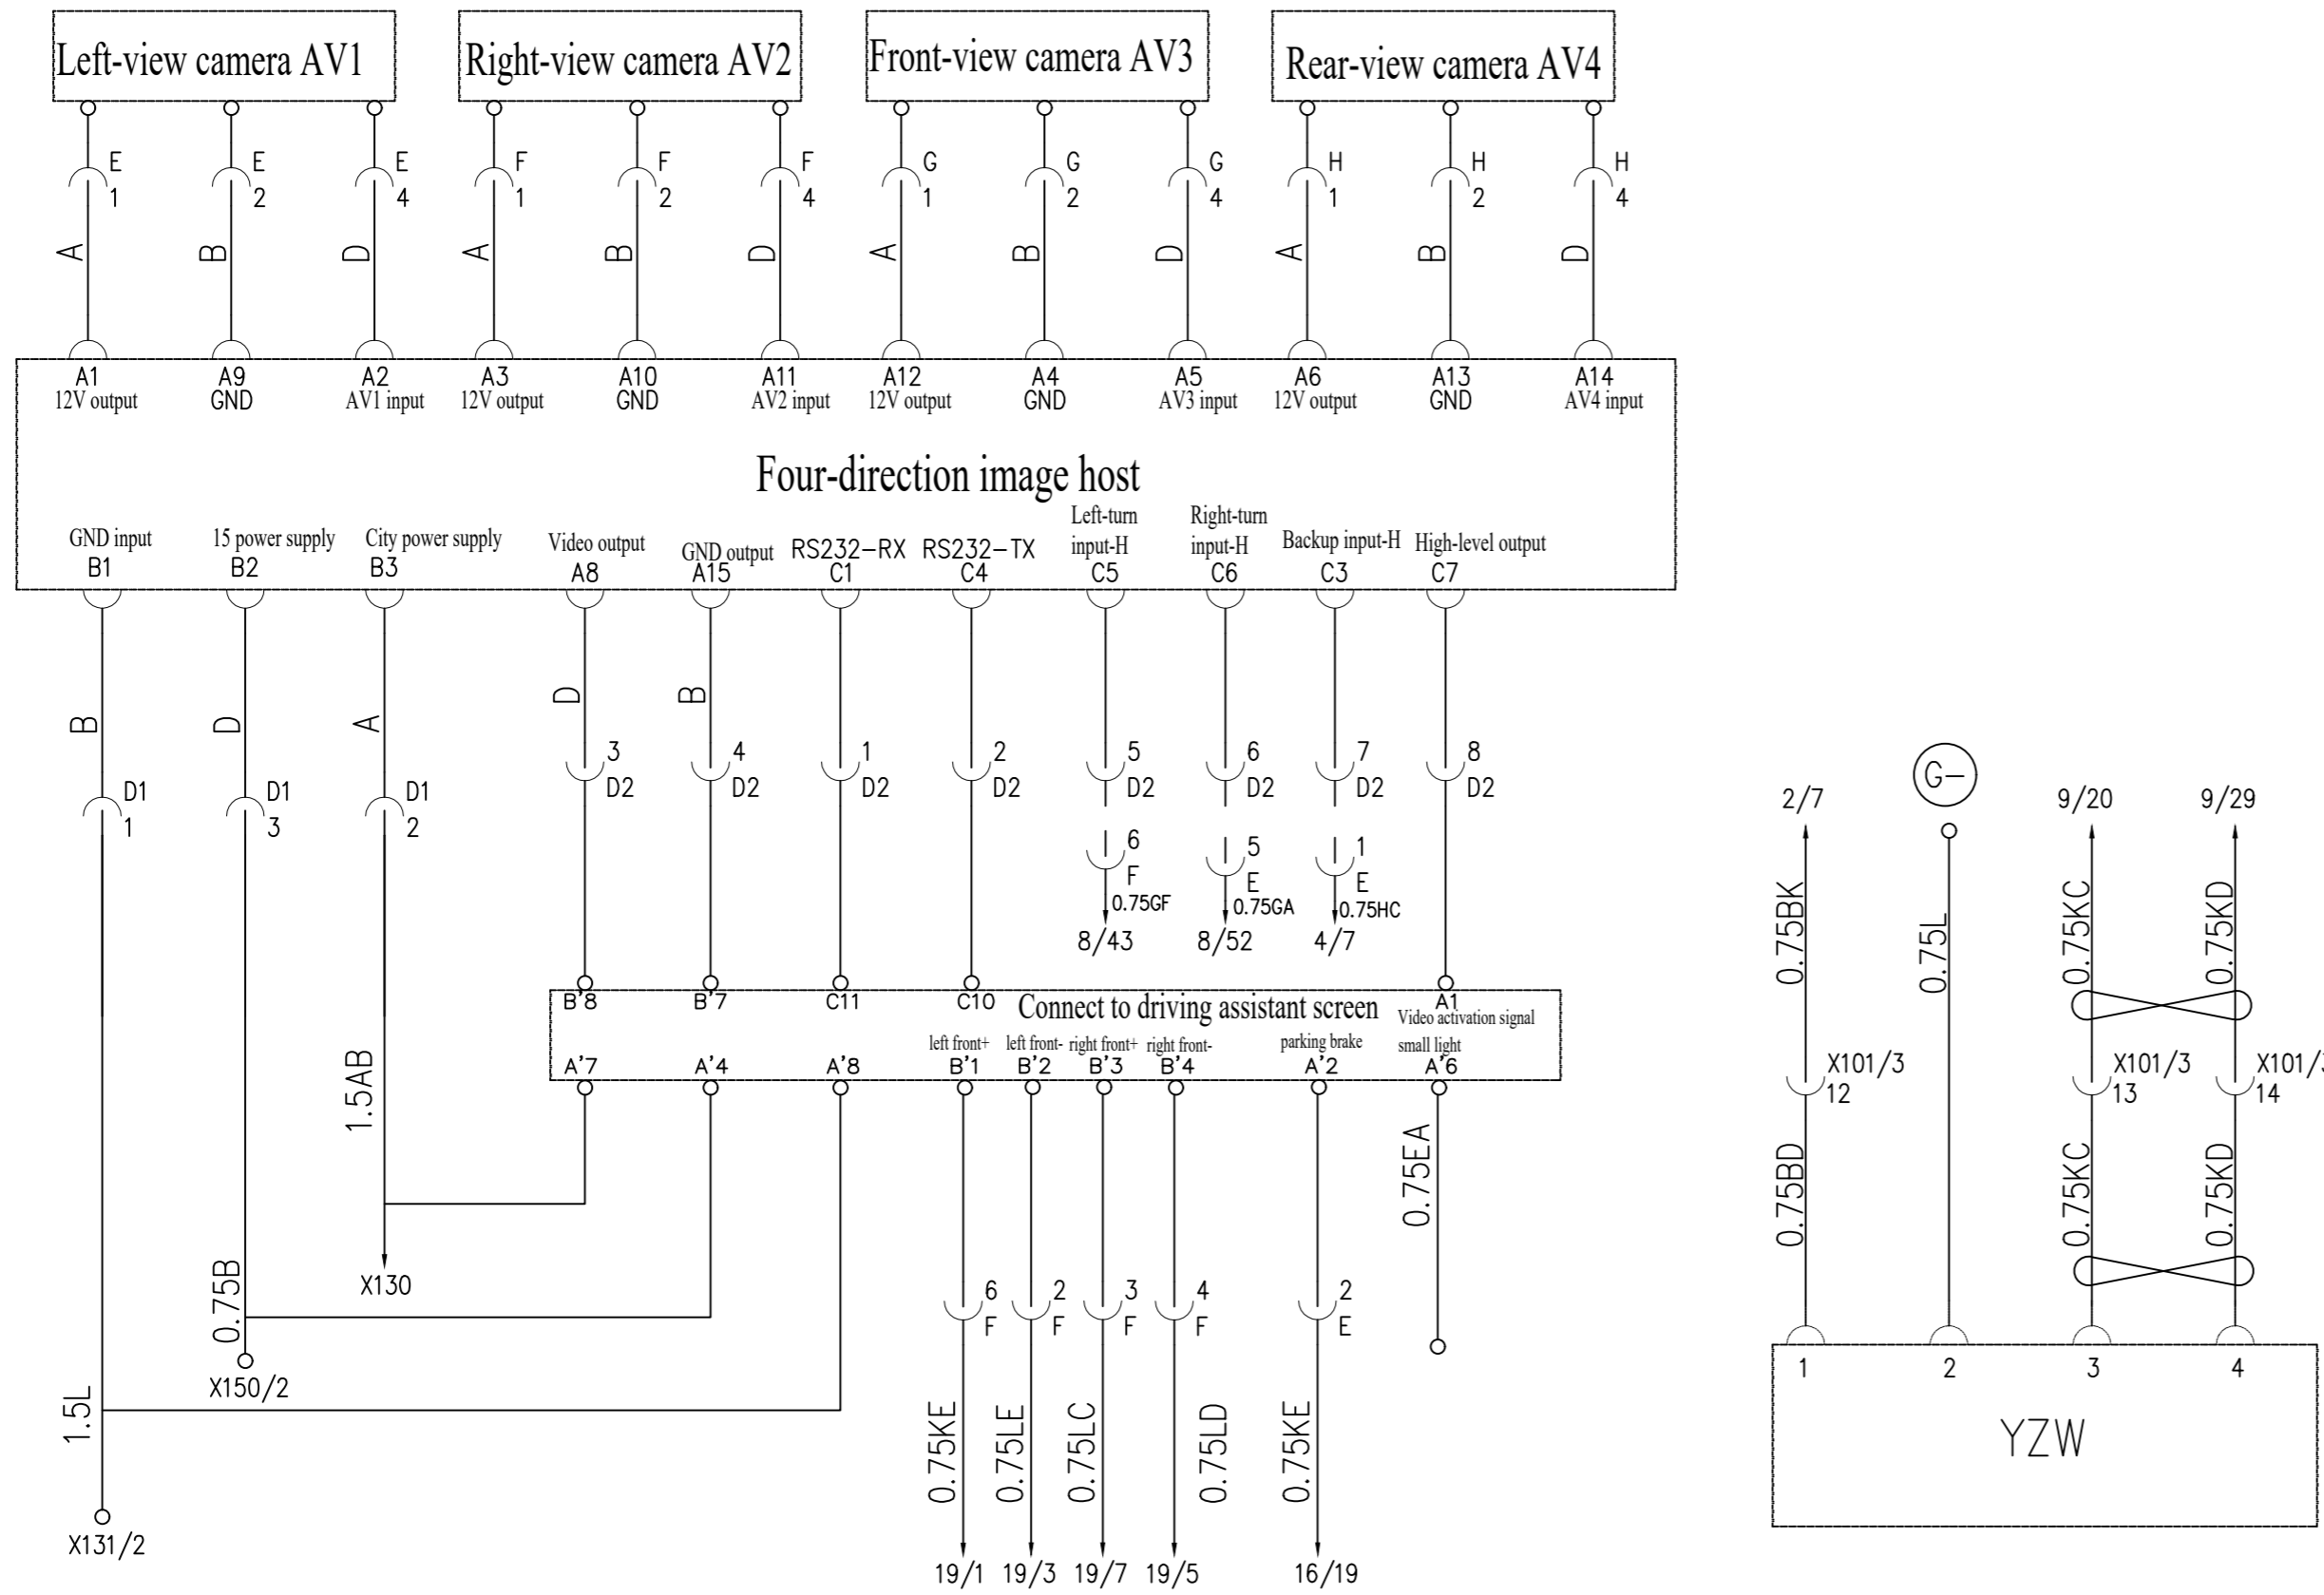 Left-view camera AV1
Right-view camera AV2
Front-view camera AV3
Rear-view camera AV4
E E E F F F G G G H H H
1 2 4 1 2 4 1 2 4 1 2 4
A B D A B D A B D A B D
A1 A9 A2 A3 A10 A11 A12 A4 A5 A6 A13 A14
12V output GND AV1 input 12V output GND AV2 input 12V output GND AV3 input 12V output GND AV4 input
Four-direction image host
GND input
B1
15 power supply
B2
City power supply
B3
Video output
A8
GND output
A15
RS232-RX
C1
RS232-TX
C4
Left-turn
input-H
C5
Right-turn
input-H
C6
Backup input-H
C3
High-level output
C7
B D A D B
D1
1
D1
3
D1
2
3
D2
4
D2
1
D2
2
D2
5
D2
6
D2
7
D2
8
D2
6
F
0.75GF
8/43
5
E
0.75GA
8/52
1
E
0.75HC
4/7
B'8 B'7 C11 C10
Connect to driving assistant screen
A1
Video activation signal
left front+
B'1
left front-
B'2
right front+
B'3
right front-
B'4
parking brake
A'2
small light
A'6
A'7 A'4 A'8
1.5AB
X130
0.75B
X150/2
1.5L
X131/2
6
F
2
F
3
F
4
F
2
E
0.75EA
0.75KE
0.75LE
0.75LC
0.75LD
0.75KE
19/1 19/3 19/7 19/5 16/19
2/7
G-
9/20
9/29
0.75BK
0.75L
0.75KC
0.75KD
X101/3
12
X101/3
13
X101/3
14
0.75BD
0.75KC
0.75KD
1 2 3 4
YZW